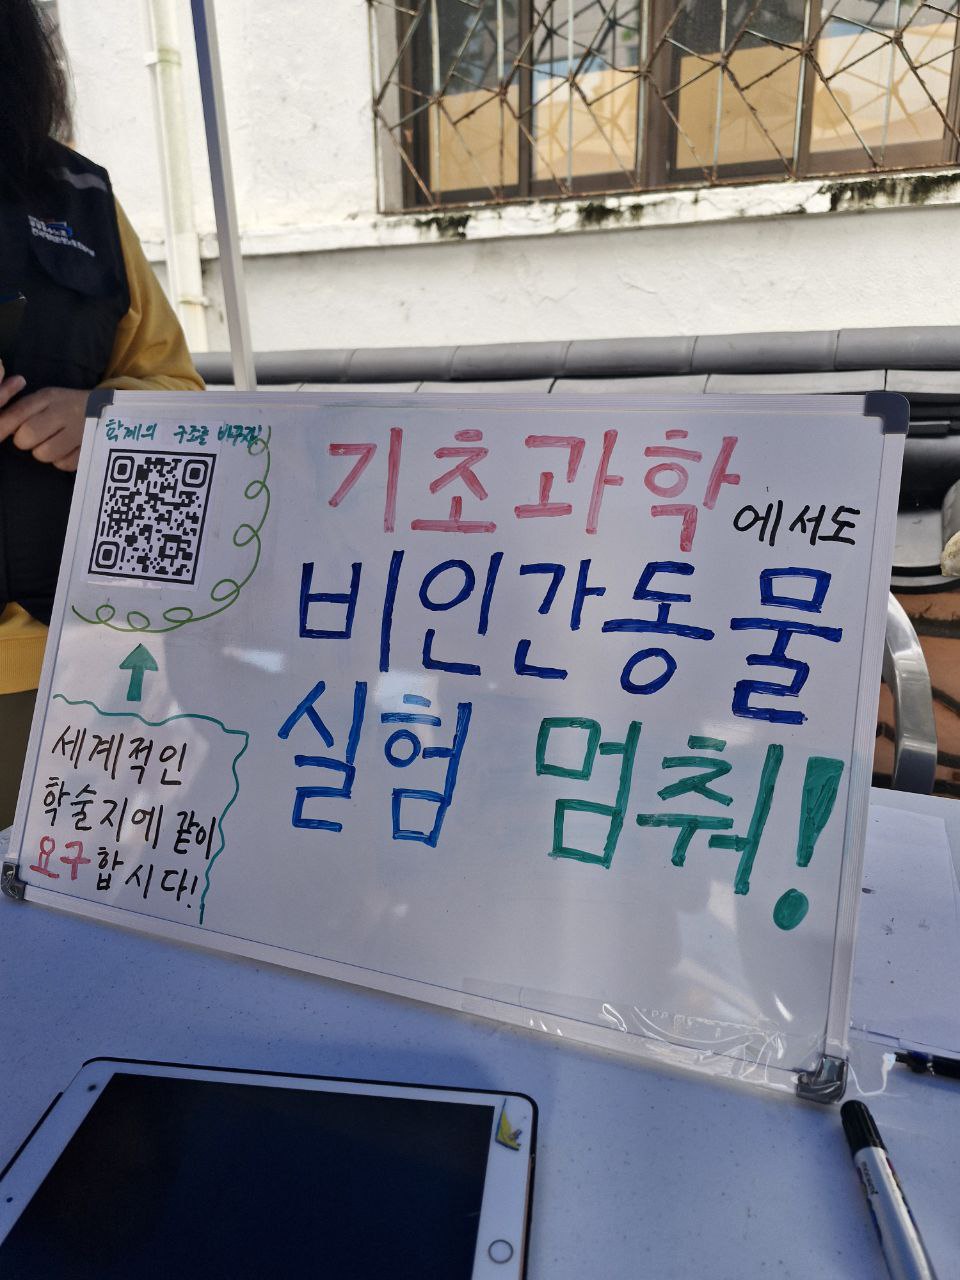 학계의 구조를 바꾸자!
기초과학에서도
비인간동물
실험 멈춰!
세계적인
학술지에 같이
요구합시다!